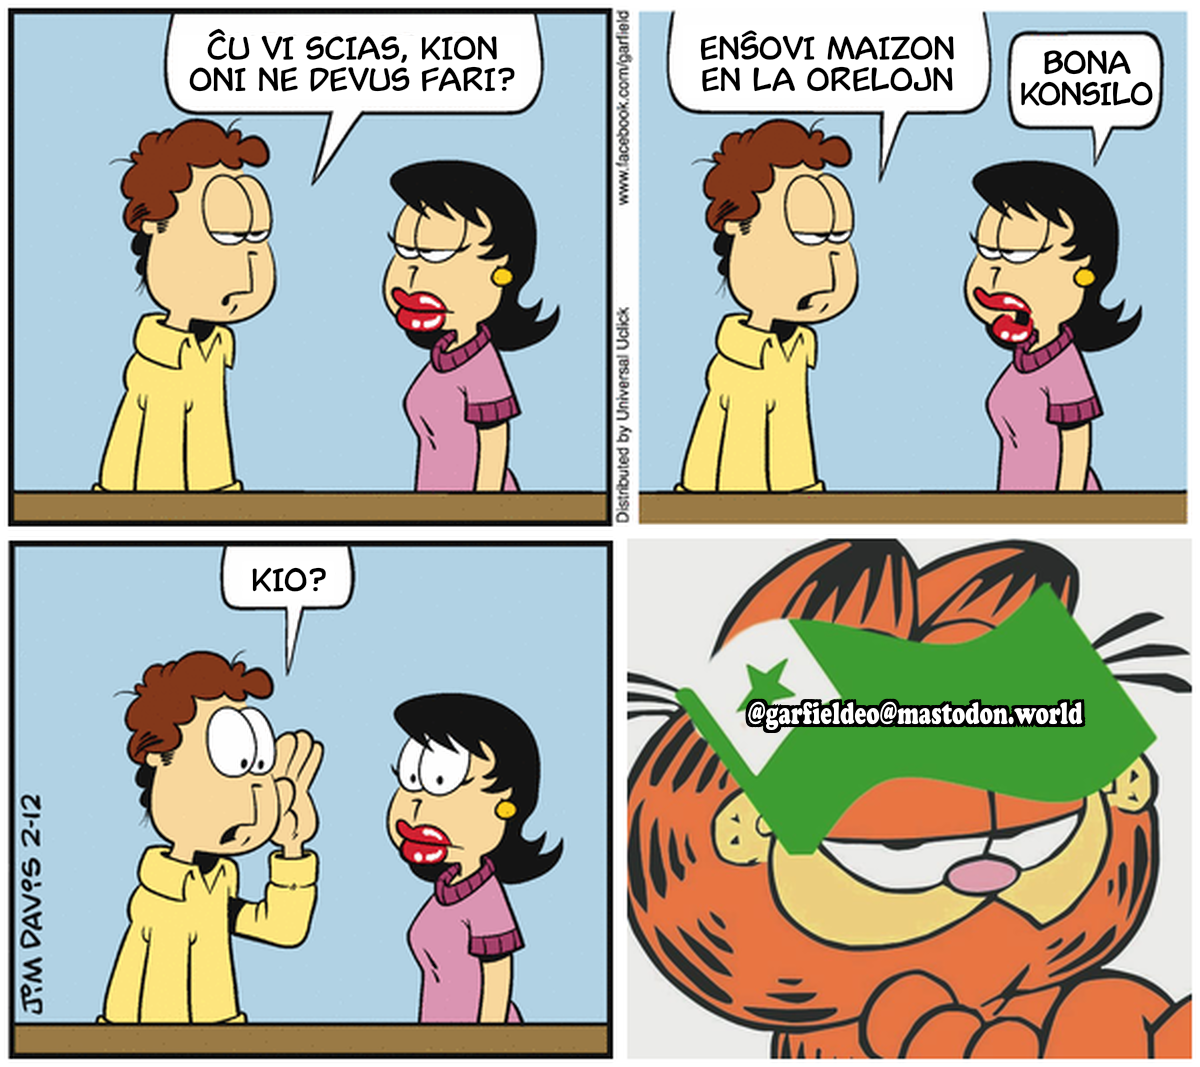 ĈU VI SCIAS, KION
ONI NE DEVUS FARI?
www.facebook.com/garfield
Distributed by Universal Uclick
ENŜOVI MAIZON
EN LA ORELOJN
BONA
KONSILO
KIO?
JIM DAVIS 2-12
@garfieldeo@mastodon.world